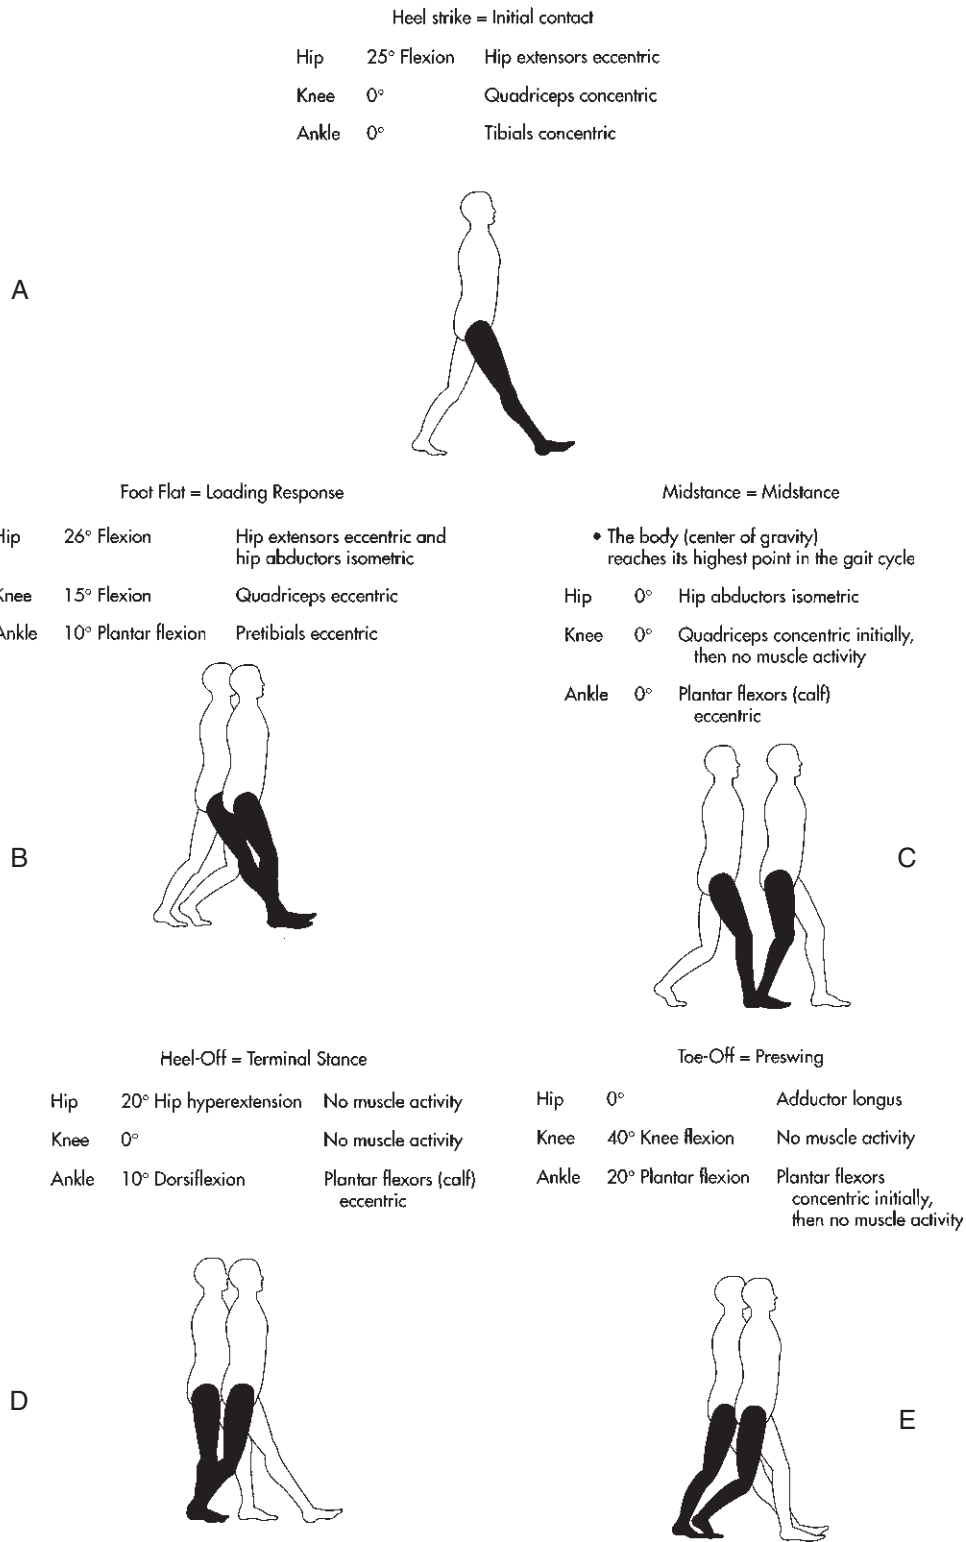 Heel strike = Initial contact
Hip 25° Flexion Hip extensors eccentric
Knee 0° Quadriceps concentric
Ankle 0° Tibials concentric
A
Foot Flat = Loading Response
Hip 26° Flexion Hip extensors eccentric and
hip abductors isometric
Knee 15° Flexion Quadriceps eccentric
Ankle 10° Plantar flexion Pretibials eccentric
B
Midstance = Midstance
• The body (center of gravity)
reaches its highest point in the gait cycle
Hip 0° Hip abductors isometric
Knee 0° Quadriceps concentric initially,
then no muscle activity
Ankle 0° Plantar flexors (calf)
eccentric
C
Heel-Off = Terminal Stance
Hip 20° Hip hyperextension No muscle activity
Knee 0° No muscle activity
Ankle 10° Dorsiflexion Plantar flexors (calf)
eccentric
D
Toe-Off = Preswing
Hip 0° Adductor longus
Knee 40° Knee flexion No muscle activity
Ankle 20° Plantar flexion Plantar flexors
concentric initially,
then no muscle activity
E